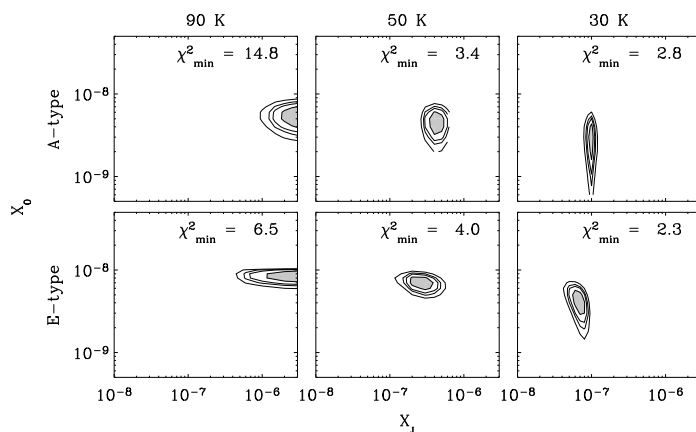 90 K 50 K 30 K
χ²min = 14.8 χ²min = 3.4 χ²min = 2.8
10⁻⁸
A-type
10⁻⁹
X₀
χ²min = 6.5 χ²min = 4.0 χ²min = 2.3
10⁻⁸
E-type
10⁻⁹
10⁻⁸ 10⁻⁷ 10⁻⁶ 10⁻⁸ 10⁻⁷ 10⁻⁶ 10⁻⁸ 10⁻⁷ 10⁻⁶
X